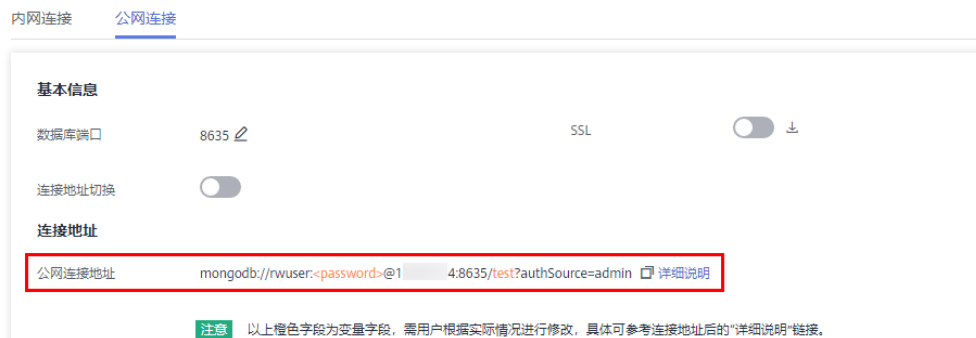 内网连接 公网连接
基本信息
数据库端口 8635 SSL
连接地址切换
连接地址
公网连接地址 mongodb://rwuser:<password>@1 4:8635/test?authSource=admin 详细说明
注意 以上橙色字段为变量字段，需用户根据实际情况进行修改，具体可参考连接地址后的“详细说明”链接。